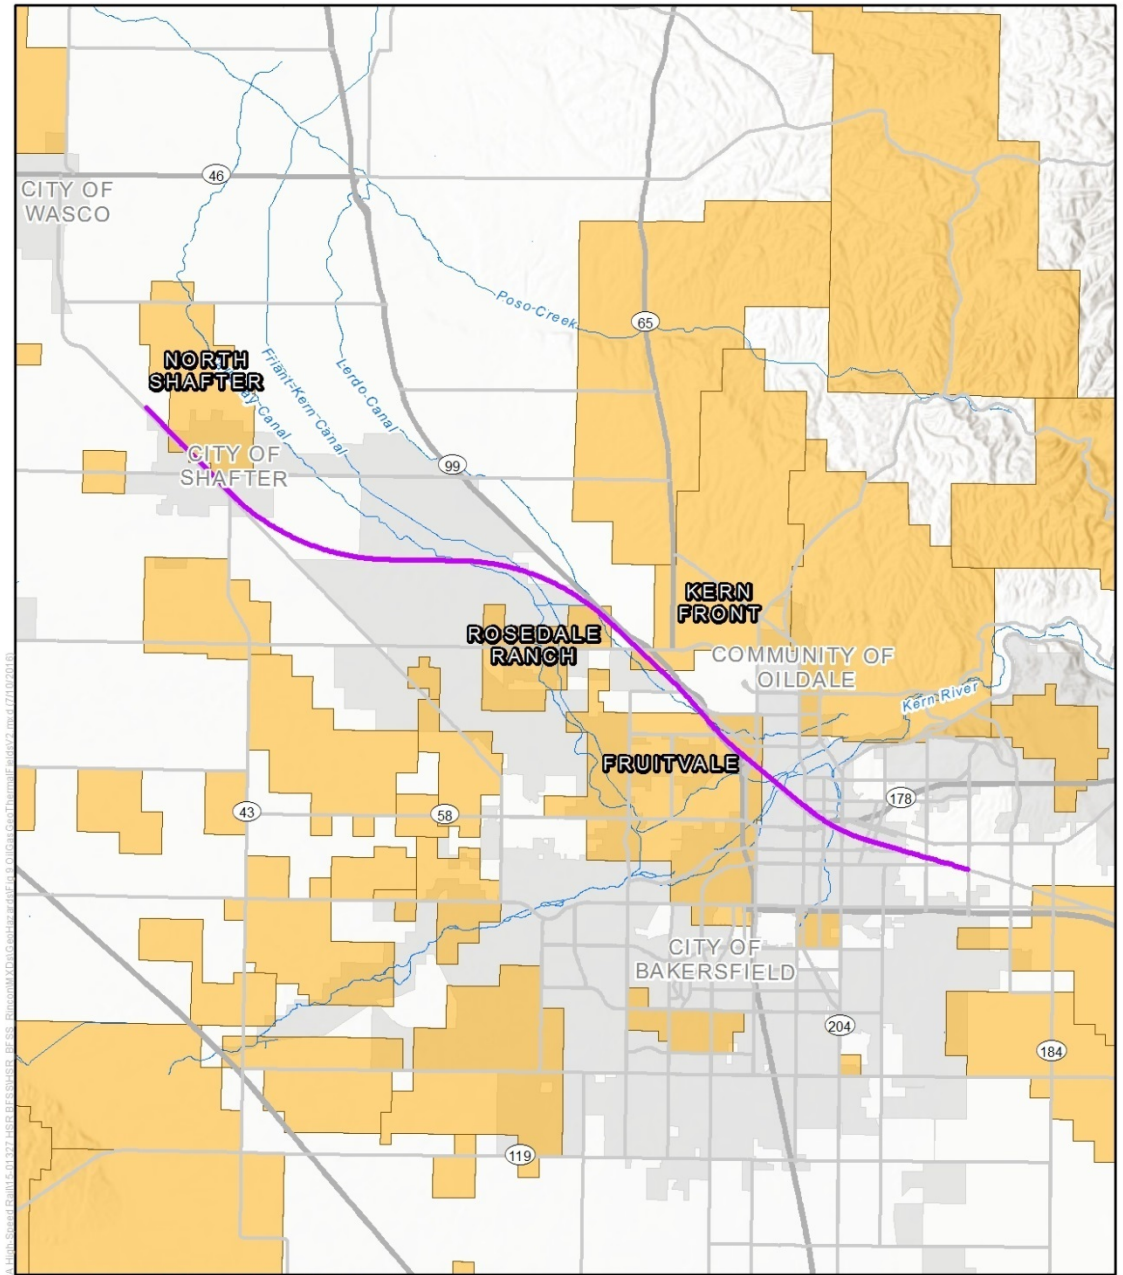 46
CITY OF
WASCO
Poso Creek
65
NORTH
SHAFTER
Friant-Kern Canal
Lerdo Canal
Canal
CITY OF
SHAFTER
99
KERN
FRONT
ROSEDALE
RANCH
COMMUNITY OF
OILDALE
Kern River
FRUITVALE
178
43
58
CITY OF
BAKERSFIELD
204
184
119